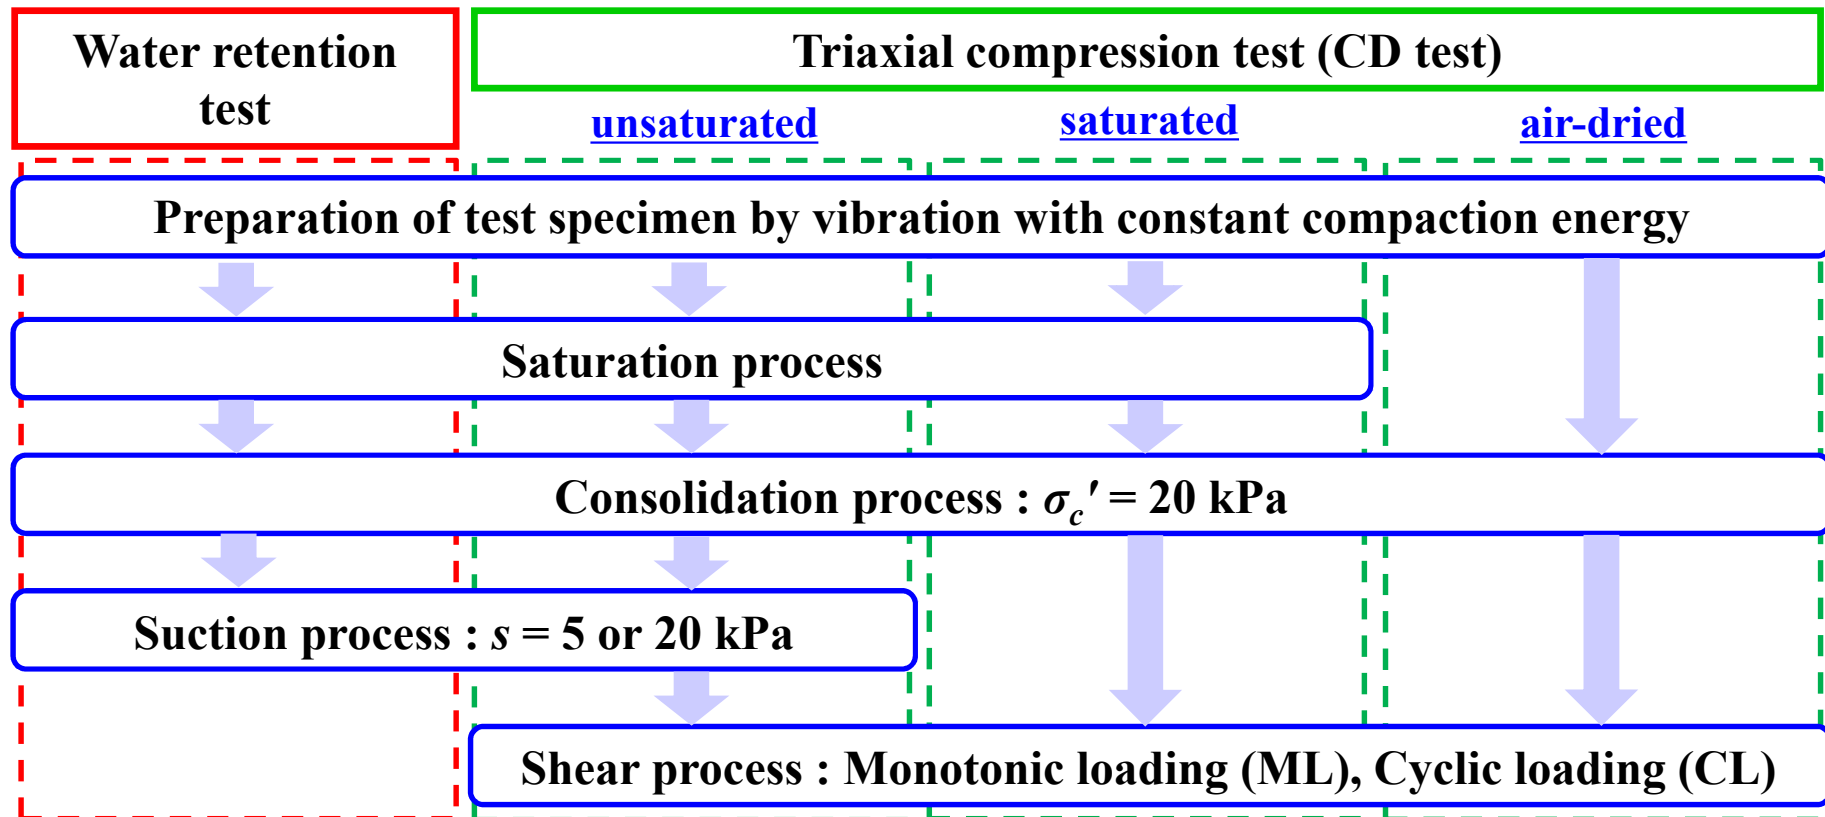 Water retention
test
Triaxial compression test (CD test)
unsaturated
saturated
air-dried
Preparation of test specimen by vibration with constant compaction energy
Saturation process
Consolidation process : σc′ = 20 kPa
Suction process : s = 5 or 20 kPa
Shear process : Monotonic loading (ML), Cyclic loading (CL)